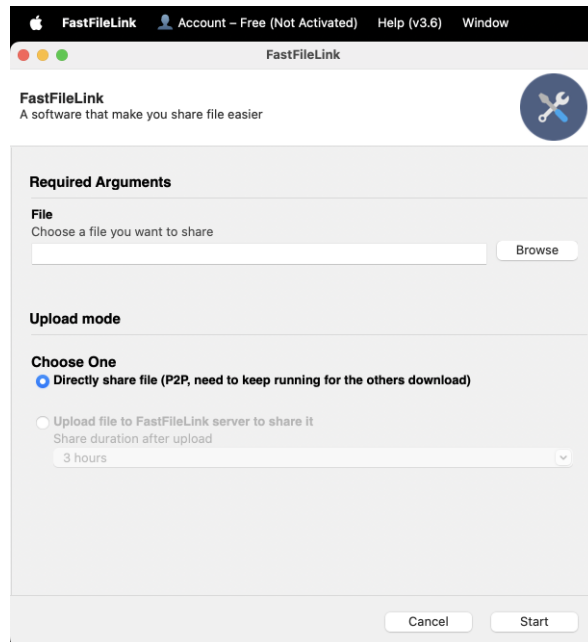 FastFileLink Account – Free (Not Activated) Help (v3.6) Window
FastFileLink
FastFileLink
A software that make you share file easier
Required Arguments
File
Choose a file you want to share
Browse
Upload mode
Choose One
Directly share file (P2P, need to keep running for the others download)
Upload file to FastFileLink server to share it
Share duration after upload
3 hours
Cancel Start